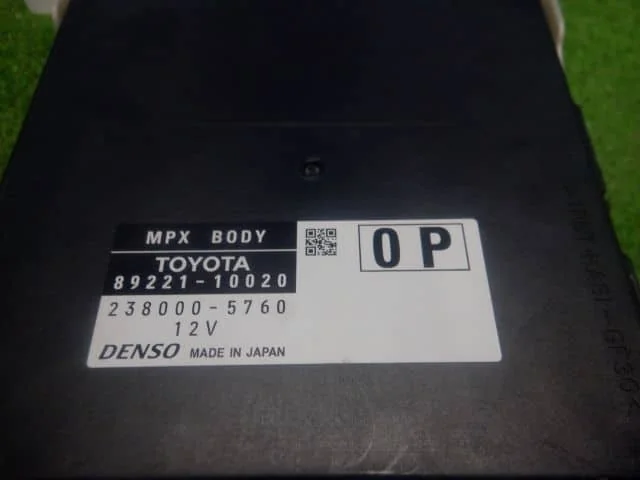 MPX BODY
TOYOTA
89221-10020
238000-5760
12V
DENSO MADE IN JAPAN
0P